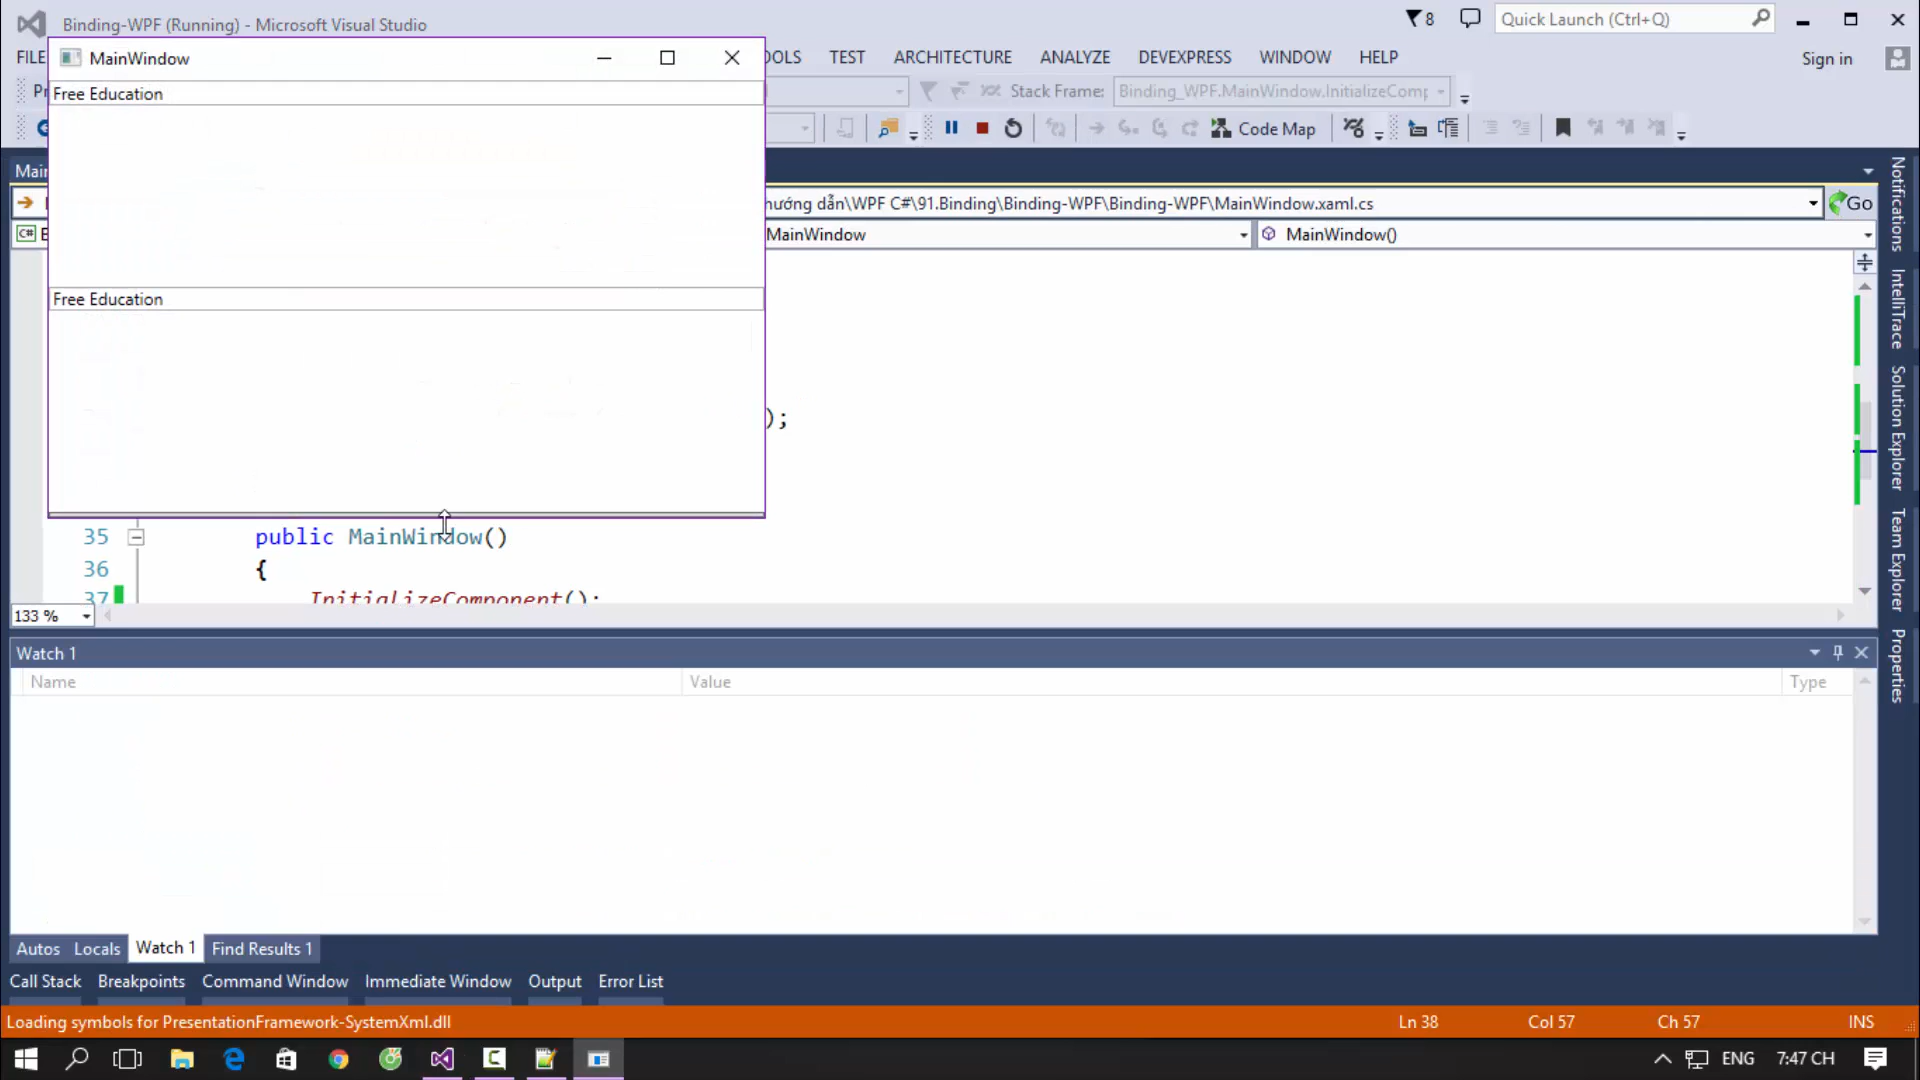 Binding-WPF (Running) - Microsoft Visual Studio
8
Quick Launch (Ctrl+Q)
FILE
OOLS
TEST
ARCHITECTURE
ANALYZE
DEVEXPRESS
WINDOW
HELP
Sign in
MainWindow
Free Education
Free Education
Stack Frame:
Binding_WPF.MainWindow.InitializeComp
Code Map
hướng dẫn\WPF C#\91.Binding\Binding-WPF\Binding-WPF\MainWindow.xaml.cs
Go
MainWindow
MainWindow()
);
35 public MainWindow()
36 {
37 InitializeComponent();
133 %
Watch 1
Name
Value
Type
Autos
Locals
Watch 1
Find Results 1
Call Stack
Breakpoints
Command Window
Immediate Window
Output
Error List
Notifications
IntelliTrace
Solution Explorer
Team Explorer
Properties
Loading symbols for PresentationFramework-SystemXml.dll
Ln 38
Col 57
Ch 57
INS
ENG
7:47 CH